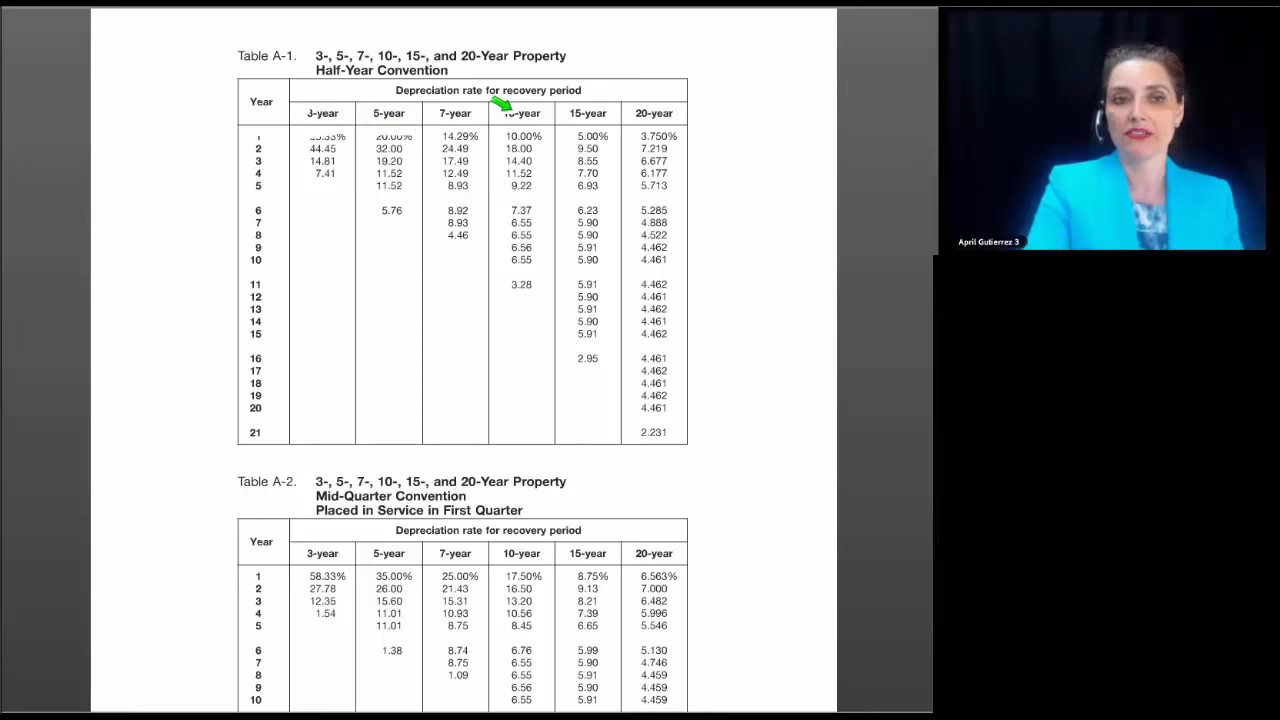 Table A-1. 3-, 5-, 7-, 10-, 15-, and 20-Year Property
Half-Year Convention
Year
Depreciation rate for recovery period
3-year 5-year 7-year 10-year 15-year 20-year
1 33.33% 20.00% 14.29% 10.00% 5.00% 3.750%
2 44.45 32.00 24.49 18.00 9.50 7.219
3 14.81 19.20 17.49 14.40 8.55 6.677
4 7.41 11.52 12.49 11.52 7.70 6.177
5 11.52 8.93 9.22 6.93 5.713
6 5.76 8.92 7.37 6.23 5.285
7 8.93 6.55 5.90 4.888
8 4.46 6.55 5.90 4.522
9 6.56 5.91 4.462
10 6.55 5.90 4.461
11 3.28 5.91 4.462
12 5.90 4.461
13 5.91 4.462
14 5.90 4.461
15 5.91 4.462
16 2.95 4.461
17 4.462
18 4.461
19 4.462
20 4.461
21 2.231
Table A-2. 3-, 5-, 7-, 10-, 15-, and 20-Year Property
Mid-Quarter Convention
Placed in Service in First Quarter
Year
Depreciation rate for recovery period
3-year 5-year 7-year 10-year 15-year 20-year
1 58.33% 35.00% 25.00% 17.50% 8.75% 6.563%
2 27.78 26.00 21.43 16.50 9.13 7.000
3 12.35 15.60 15.31 13.20 8.21 6.482
4 1.54 11.01 10.93 10.56 7.39 5.996
5 11.01 8.75 8.45 6.65 5.546
6 1.38 8.74 6.76 5.99 5.130
7 8.75 6.55 5.90 4.746
8 1.09 6.55 5.91 4.459
9 6.56 5.90 4.459
10 6.55 5.91 4.459
April Gutierrez 3